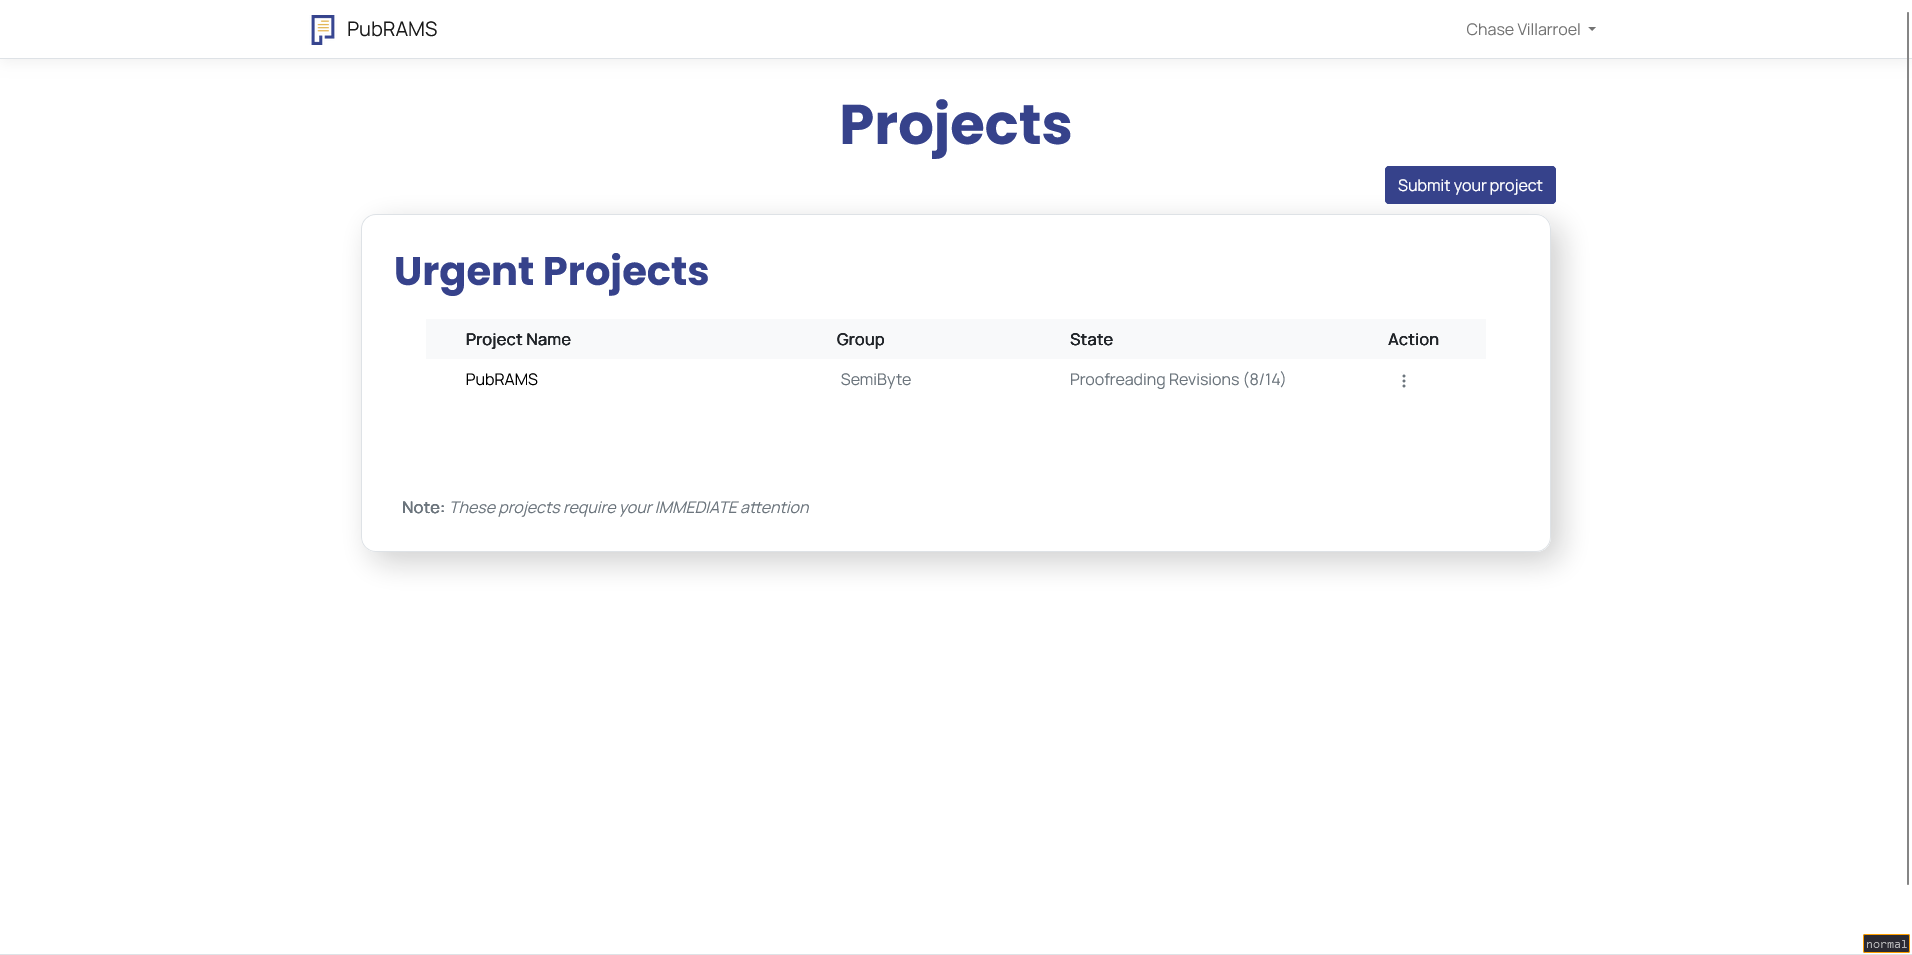 PubRAMS
Chase Villarroel
Projects
Submit your project
Urgent Projects
Project Name Group State Action
PubRAMS SemiByte Proofreading Revisions (8/14)
Note: These projects require your IMMEDIATE attention
normal